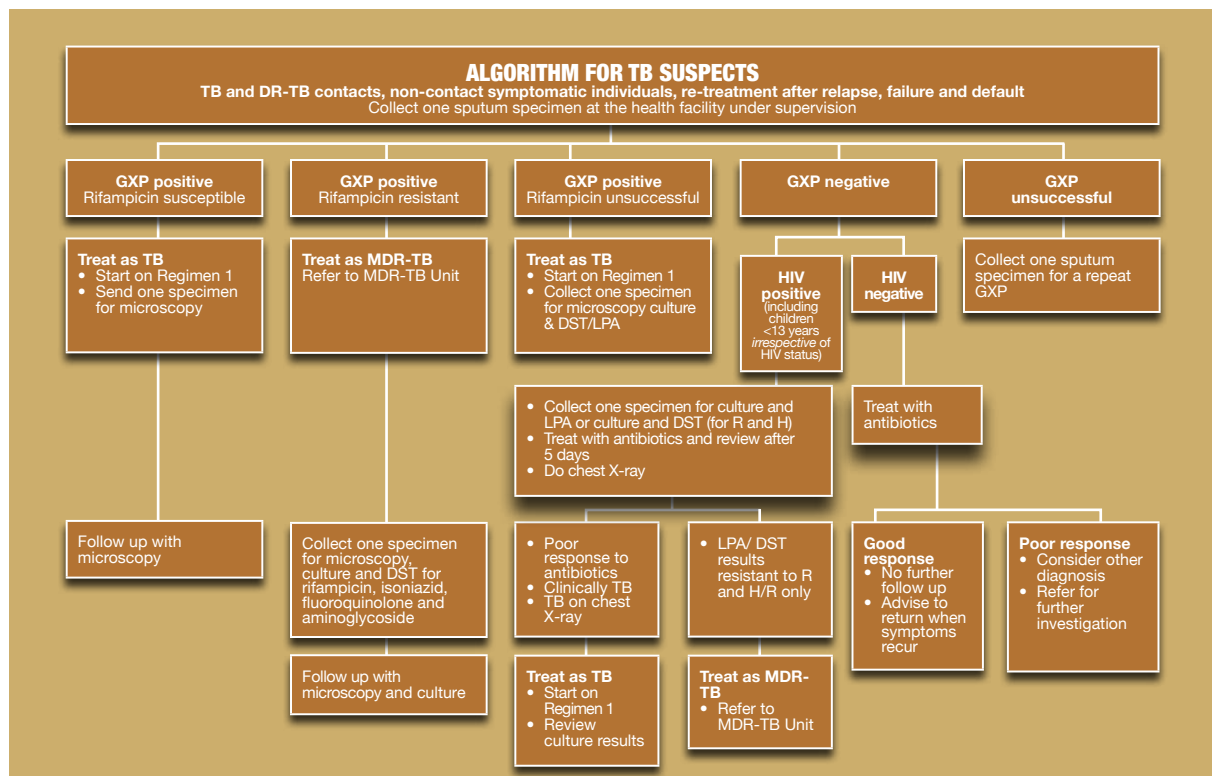 ALGORITHM FOR TB SUSPECTS
TB and DR-TB contacts, non-contact symptomatic individuals, re-treatment after relapse, failure and default
Collect one sputum specimen at the health facility under supervision
GXP positive
Rifampicin susceptible
GXP positive
Rifampicin resistant
GXP positive
Rifampicin unsuccessful
GXP negative
GXP
unsuccessful
Treat as TB
• Start on Regimen 1
• Send one specimen
for microscopy
Treat as MDR-TB
Refer to MDR-TB Unit
Treat as TB
• Start on Regimen 1
• Collect one specimen
for microscopy culture
& DST/LPA
HIV
positive
(including
children
<13 years
irrespective of
HIV status)
HIV
negative
Collect one sputum
specimen for a repeat
GXP
• Collect one specimen for culture and
LPA or culture and DST (for R and H)
• Treat with antibiotics and review after
5 days
• Do chest X-ray
Treat with
antibiotics
Follow up with
microscopy
Collect one specimen
for microscopy,
culture and DST for
rifampicin, isoniazid,
fluoroquinolone and
aminoglycoside
• Poor
response to
antibiotics
• Clinically TB
• TB on chest
X-ray
• LPA/ DST
results
resistant to R
and H/R only
Good
response
• No further
follow up
• Advise to
return when
symptoms
recur
Poor response
• Consider other
diagnosis
• Refer for
further
investigation
Follow up with
microscopy and culture
Treat as TB
• Start on
Regimen 1
• Review
culture results
Treat as MDR-
TB
• Refer to
MDR-TB Unit